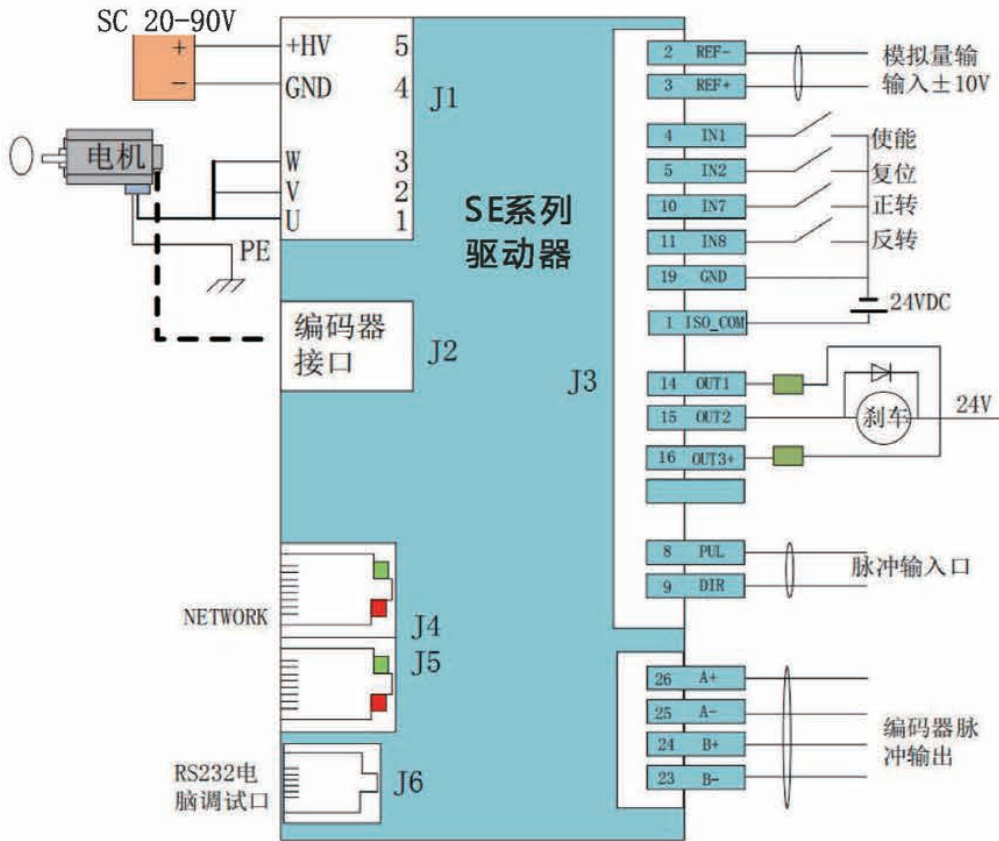 SC 20-90V
+
-
+HV 5
GND 4
J1
电机
W 3
V 2
U 1
PE
SE系列
驱动器
编码器
接口
J2
J3
NETWORK
J4
J5
RS232电
脑调试口
J6
2 REF-
3 REF+
模拟量输
输入±10V
4 IN1
使能
5 IN2
复位
10 IN7
正转
11 IN8
反转
19 GND
24VDC
1 ISO_COM
14 OUT1
15 OUT2
刹车
24V
16 OUT3+
8 PUL
9 DIR
脉冲输入口
26 A+
25 A-
24 B+
23 B-
编码器脉
冲输出